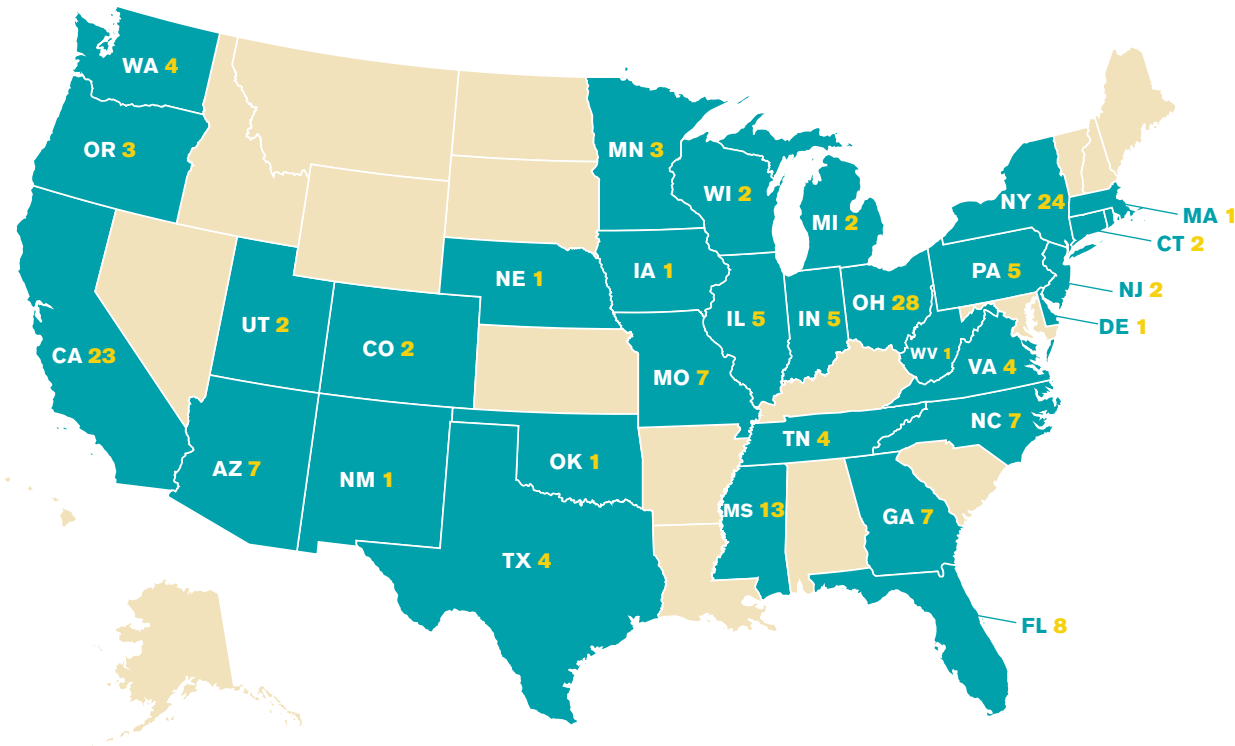 WA 4
OR 3
MN 3
WI 2
MI 2
NY 24
MA 1
CT 2
NE 1
IA 1
PA 5
NJ 2
UT 2
IL 5
IN 5
OH 28
DE 1
CA 23
CO 2
WV 1
VA 4
MO 7
AZ 7
NM 1
OK 1
TN 4
NC 7
MS 13
GA 7
TX 4
FL 8